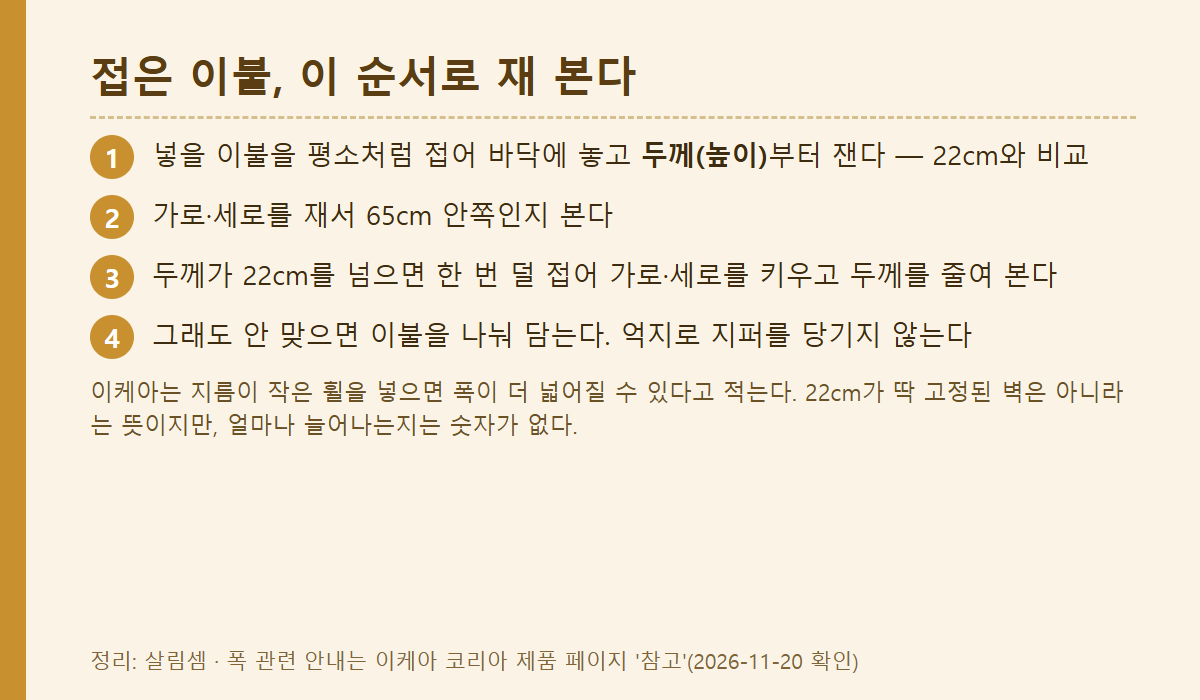 접은 이불, 이 순서로 재 본다
1 넣을 이불을 평소처럼 접어 바닥에 놓고 두께(높이)부터 잰다 — 22cm와 비교
2 가로·세로를 재서 65cm 안쪽인지 본다
3 두께가 22cm를 넘으면 한 번 덜 접어 가로·세로를 키우고 두께를 줄여 본다
4 그래도 안 맞으면 이불을 나눠 담는다. 억지로 지퍼를 당기지 않는다
이케아는 지름이 작은 휠을 넣으면 폭이 더 넓어질 수 있다고 적는다. 22cm가 딱 고정된 벽은 아니라
는 뜻이지만, 얼마나 늘어나는지는 숫자가 없다.
정리: 살림셈 · 폭 관련 안내는 이케아 코리아 제품 페이지 '참고'(2026-11-20 확인)